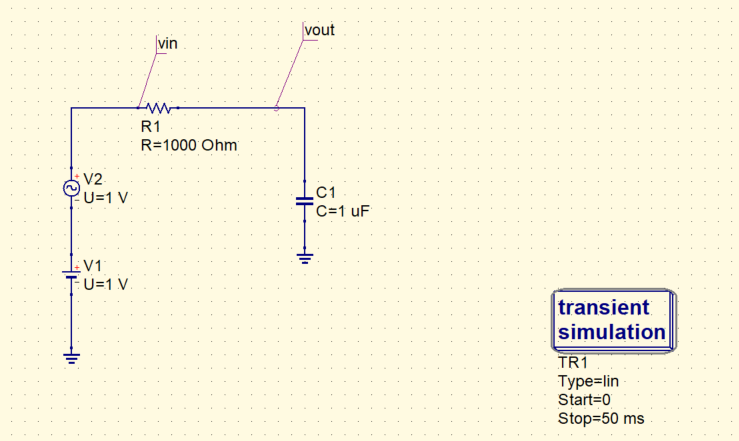 vin
vout
R1
R=1000 Ohm
V2
U=1 V
C1
C=1 uF
V1
U=1 V
transient
simulation
TR1
Type=lin
Start=0
Stop=50 ms